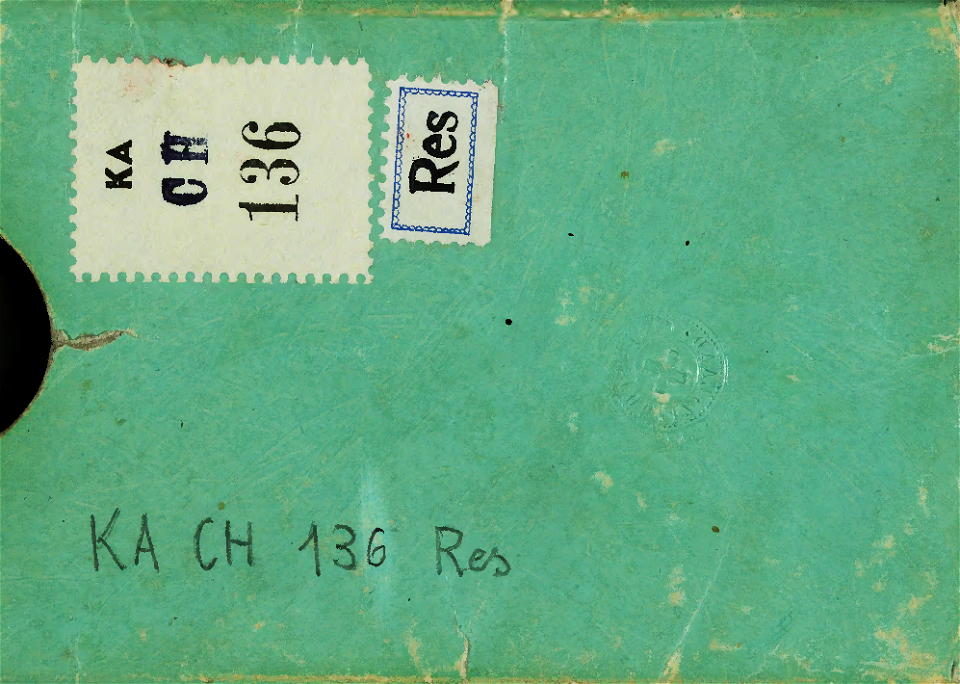 KA
CH
136
Res
KA CH 136 Res